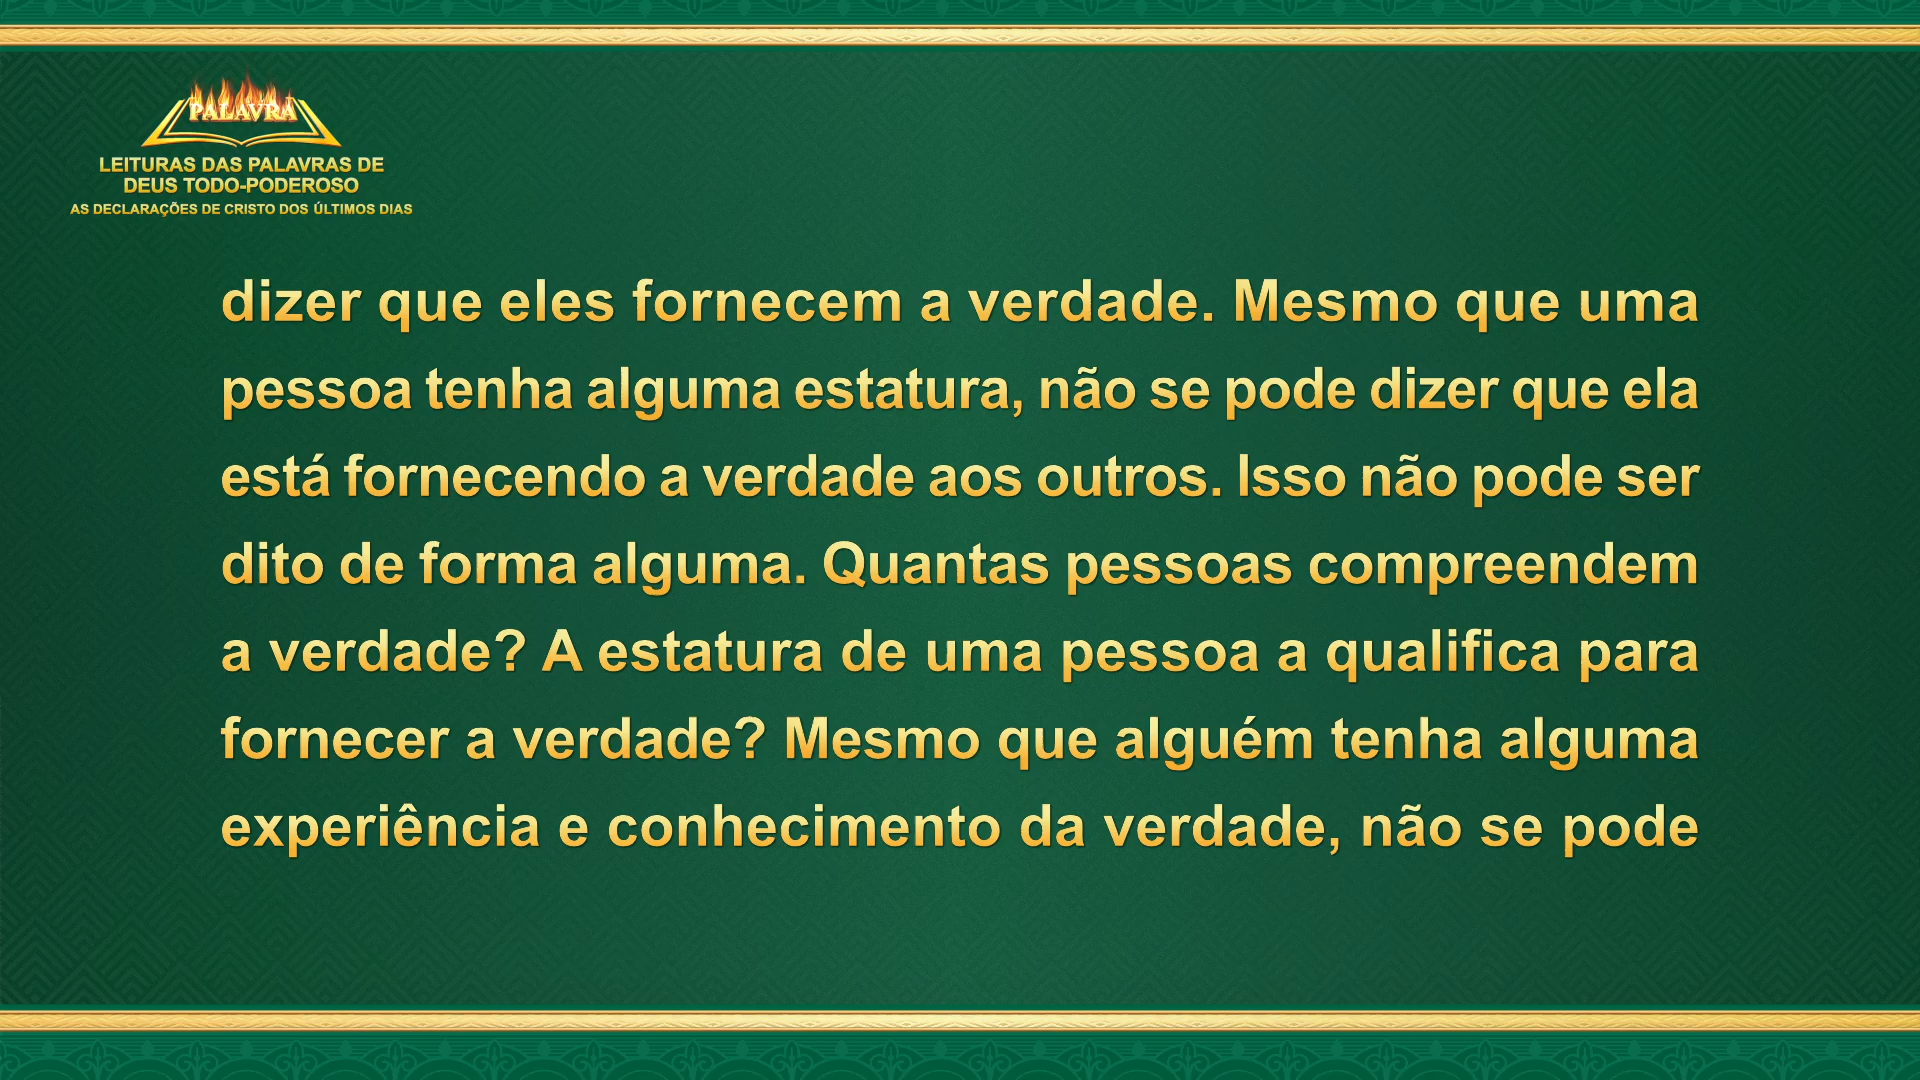 PALAVRA
LEITURAS DAS PALAVRAS DE
DEUS TODO-PODEROSO
AS DECLARAÇÕES DE CRISTO DOS ÚLTIMOS DIAS
dizer que eles fornecem a verdade. Mesmo que uma
pessoa tenha alguma estatura, não se pode dizer que ela
está fornecendo a verdade aos outros. Isso não pode ser
dito de forma alguma. Quantas pessoas compreendem
a verdade? A estatura de uma pessoa a qualifica para
fornecer a verdade? Mesmo que alguém tenha alguma
experiência e conhecimento da verdade, não se pode